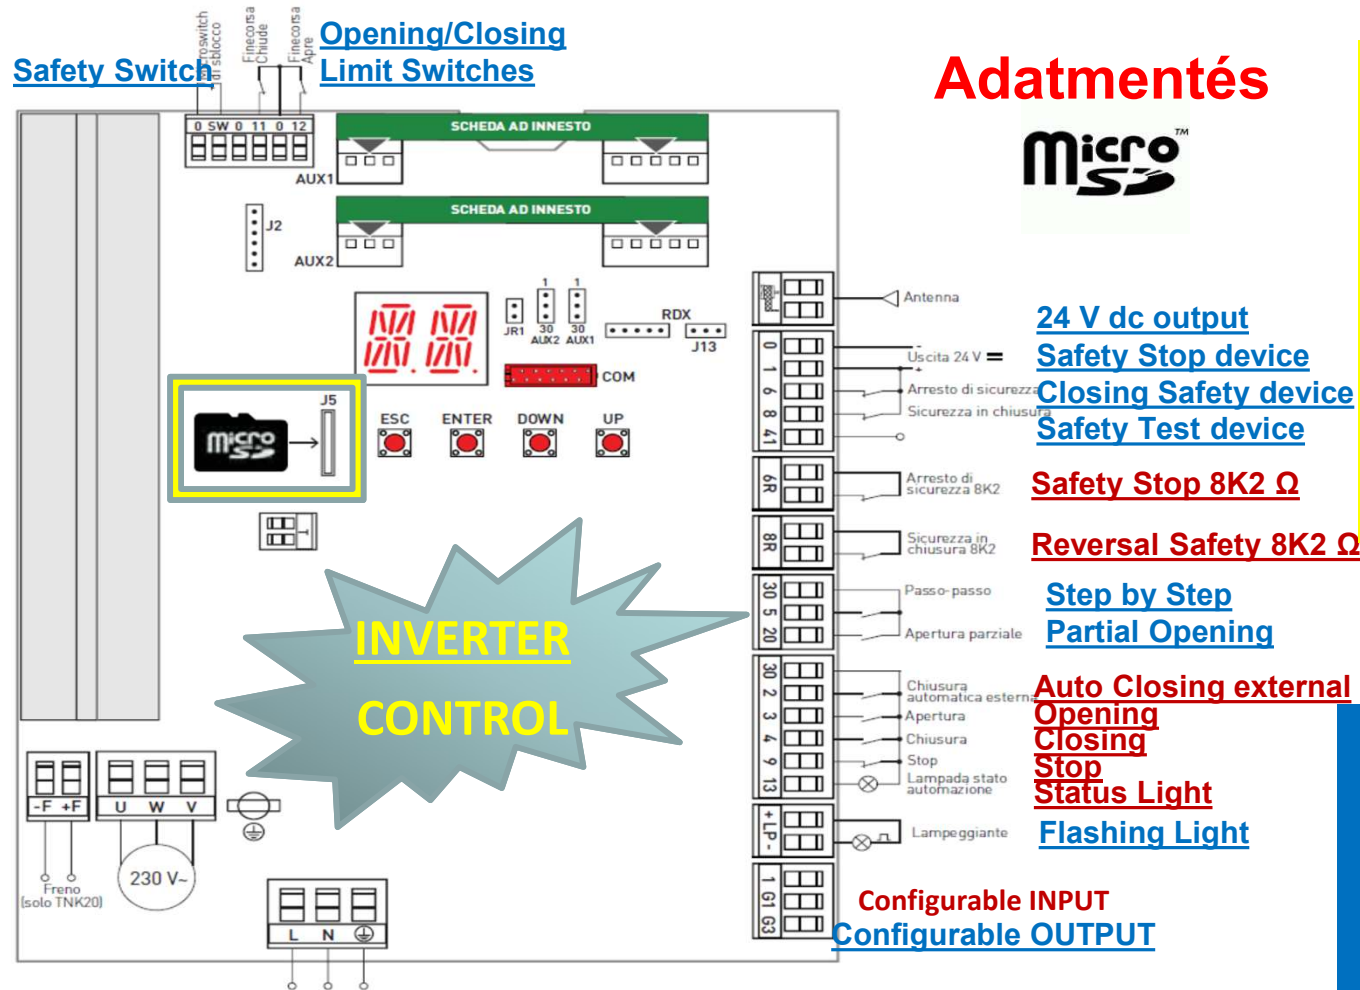 Microswitch
di sblocco
Finecorsa
Chiude
Finecorsa
Apre
Opening/Closing
Limit Switches
Safety Switch
Adatmentés
Micro
SD
TM
0 SW 0 11 0 12
SCHEDA AD INNESTO
AUX1
SCHEDA AD INNESTO
AUX2
J2
JR1
1
30
AUX2
1
30
AUX1
RDX
J13
COM
J5
Micro
SD
ESC
ENTER
DOWN
UP
T
INVERTER
CONTROL
Antenna
0
1
6
8
41
-
Uscita 24 V
+
Arresto di sicurezza
Sicurezza in chiusura
24 V dc output
Safety Stop device
Closing Safety device
Safety Test device
6R
Arresto di
sicurezza 8K2
Safety Stop 8K2 Ω
8R
Sicurezza in
chiusura 8K2
Reversal Safety 8K2 Ω
30
5
20
Passo-passo
Apertura parziale
Step by Step
Partial Opening
30
2
3
4
9
13
Chiusura
automatica esterna
Apertura
Chiusura
Stop
Lampada stato
automazione
Auto Closing external
Opening
Closing
Stop
Status Light
+ LP -
Lampeggiante
Flashing Light
1
G1
G3
Configurable INPUT
Configurable OUTPUT
-F +F
Freno
(solo TNK20)
U W V
230 V~
L N